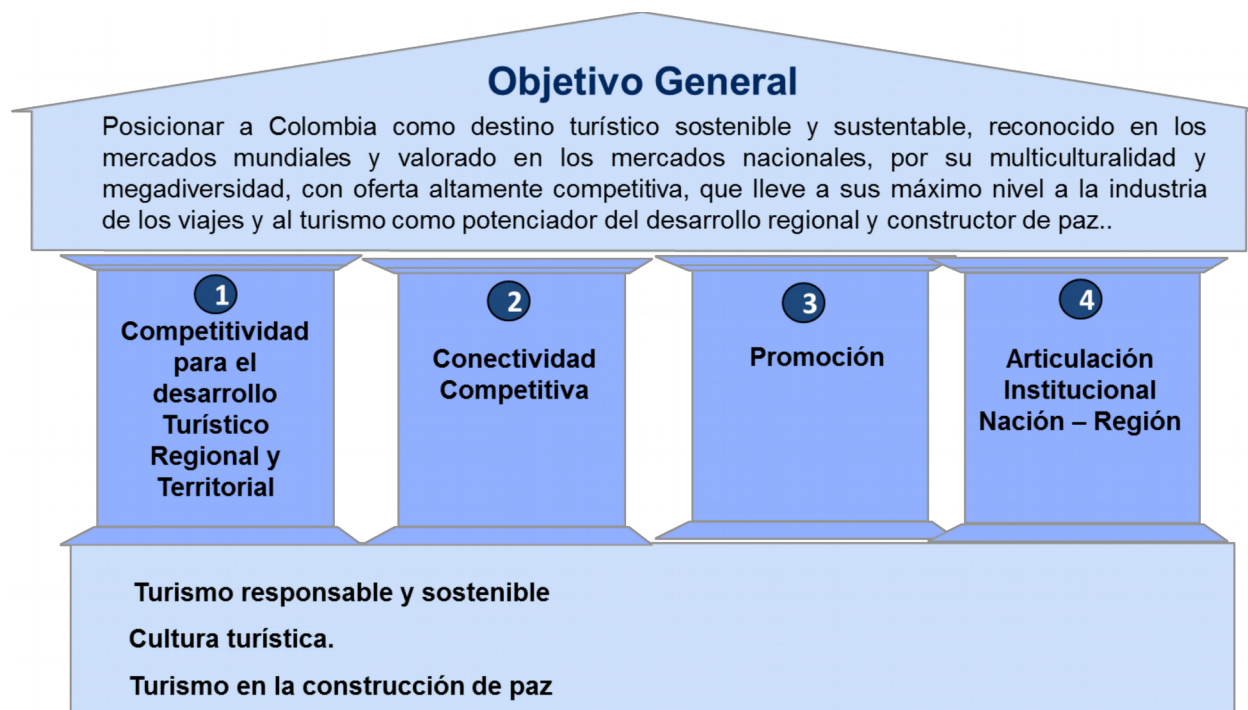 Objetivo General
Posicionar a Colombia como destino turístico sostenible y sustentable, reconocido en los
mercados mundiales y valorado en los mercados nacionales, por su multiculturalidad y
megadiversidad, con oferta altamente competitiva, que lleve a sus máximo nivel a la industria
de los viajes y al turismo como potenciador del desarrollo regional y constructor de paz..
1
Competitividad
para el
desarrollo
Turístico
Regional y
Territorial
2
Conectividad
Competitiva
3
Promoción
4
Articulación
Institucional
Nación – Región
Turismo responsable y sostenible
Cultura turística.
Turismo en la construcción de paz